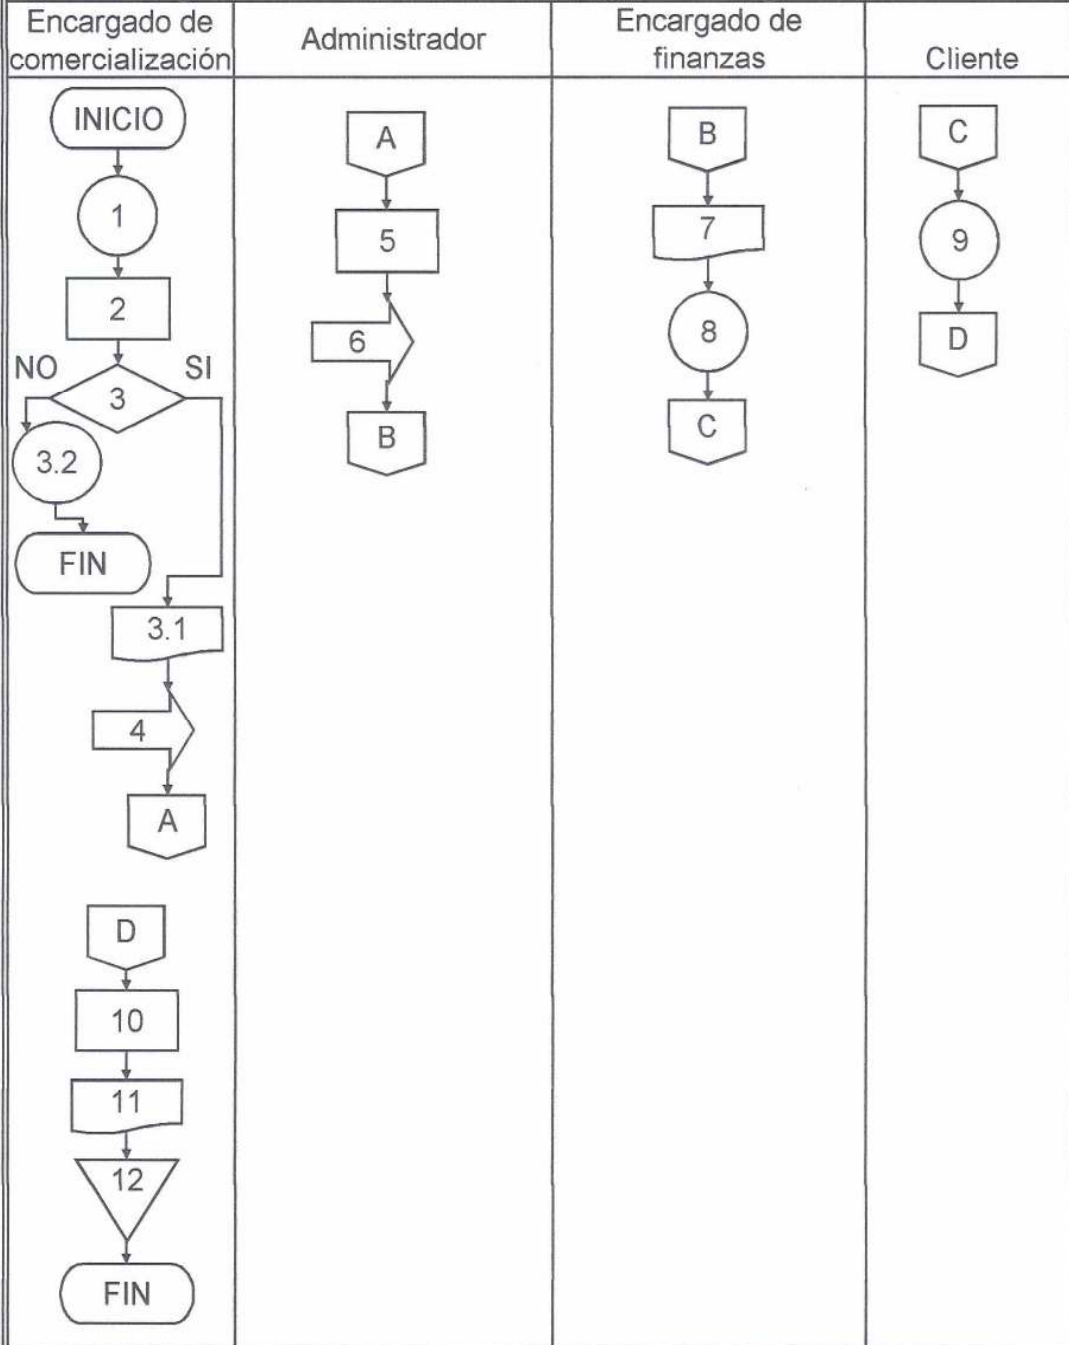 Encargado de
comercialización
Administrador
Encargado de
finanzas
Cliente
INICIO
1
2
NO
SI
3
3.2
FIN
3.1
4
A
D
10
11
12
FIN
A
5
6
B
B
7
8
C
C
9
D